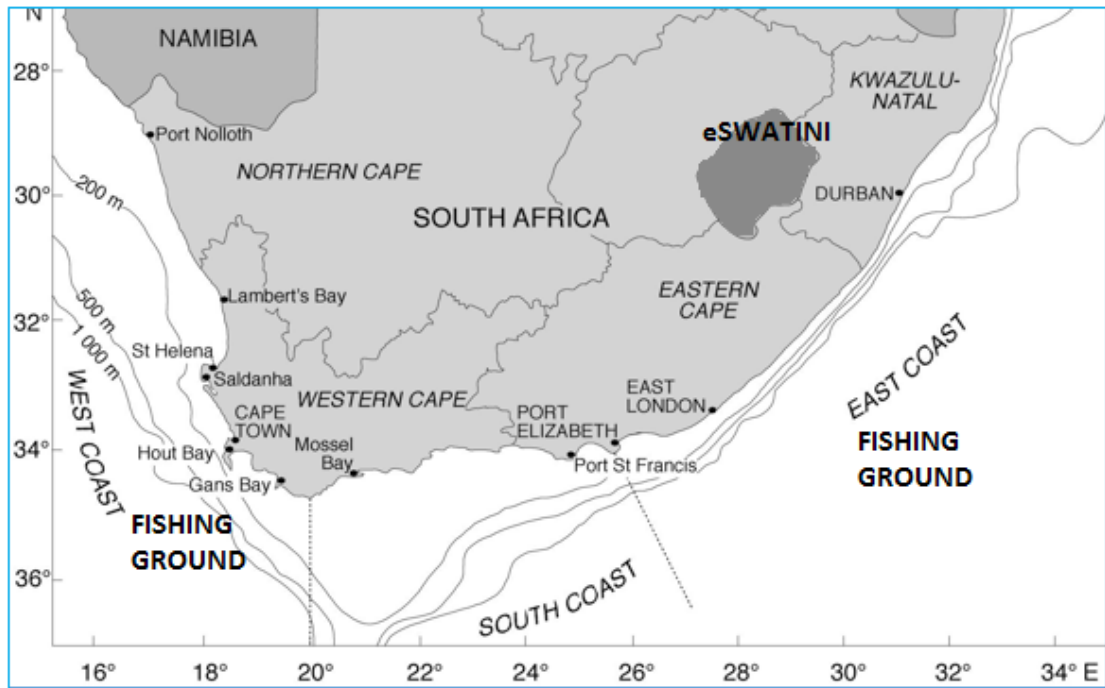 N
NAMIBIA
28°
KWAZULU-
NATAL
Port Nolloth
eSWATINI
NORTHERN CAPE
200 m
30°
DURBAN
SOUTH AFRICA
EASTERN
CAPE
Lambert's Bay
500 m
32°
1 000 m
St Helena
Saldanha
WESTERN CAPE
EAST
LONDON
EAST COAST
WEST COAST
CAPE
TOWN
PORT
ELIZABETH
34°
Hout Bay
Mossel
Bay
Port St Francis
FISHING
GROUND
Gans Bay
FISHING
GROUND
36°
SOUTH COAST
16° 18° 20° 22° 24° 26° 28° 30° 32° 34° E